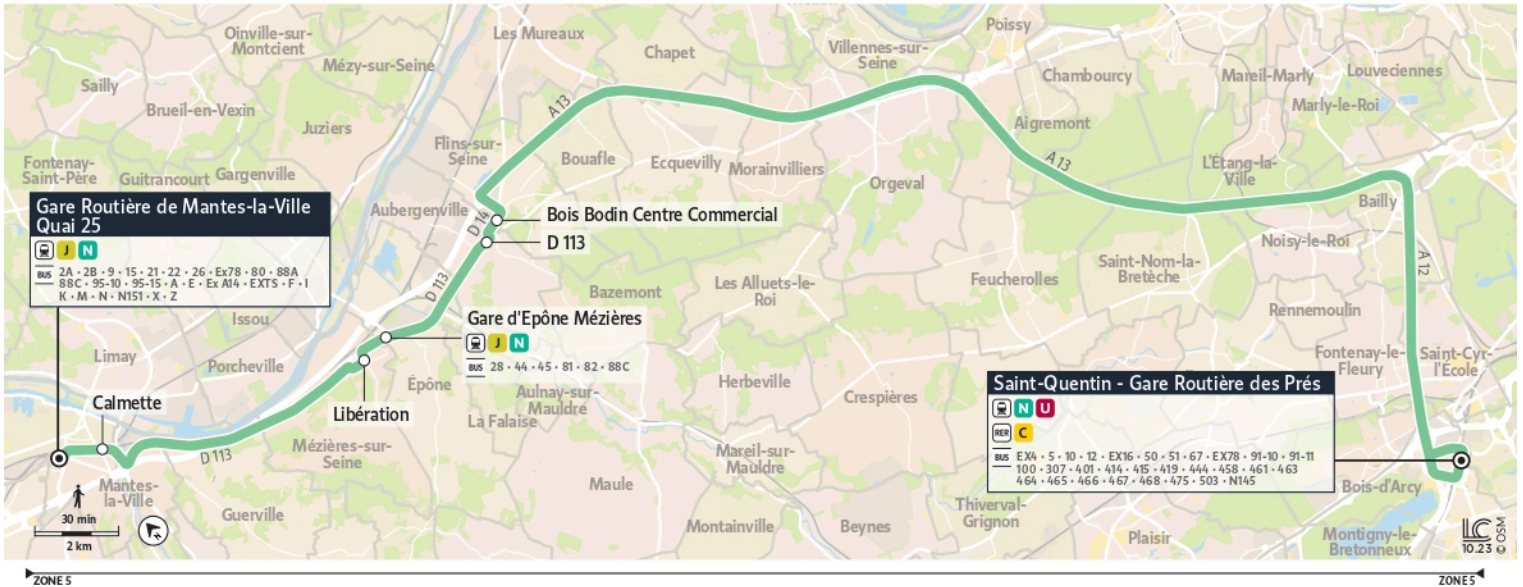 Poissy
Oinville-sur-
Montcient
Les Mureaux
Chapet
Villennes-sur-
Seine
Mézy-sur-Seine
Chambourcy
Mareil-Marly
Louveciennes
Sailly
Brueil-en-Vexin
A 13
Marly-le-Roi
Juziers
Aigremont
Flins-sur-
Seine
Bouafle
Ecquevilly
Morainvilliers
A 13
L'Étang-la-
Ville
Fontenay-
Saint-Père
Guitrancourt
Gargenville
Orgeval
Bailly
Gare Routière de Mantes-la-Ville
Quai 25
J N
BUS 2A • 2B • 9 • 15 • 21 • 22 • 26 • Ex78 • 80 • 88A
88C • 95-10 • 95-15 • A • E • Ex A14 • EXTS • F • I
K • M • N • N151 • X • Z
Aubergenville
D 14
Bois Bodin Centre Commercial
D 113
Noisy-le-Roi
Saint-Nom-la-
Bretèche
A 12
Feucherolles
D 113
Bazemont
Les Alluets-le-
Roi
Rennemoulin
Issou
Gare d'Epône Mézières
J N
BUS 28 • 44 • 45 • 81 • 82 • 88C
Limay
Porcheville
Fontenay-le-
Fleury
Saint-Cyr-
l'École
Épône
Herbeville
Crespières
Aulnay-sur-
Mauldre
La Falaise
Calmette
Libération
Saint-Quentin - Gare Routière des Prés
N U
RER C
BUS EX4 • 5 • 10 • 12 • EX16 • 50 • 51 • 67 • EX78 • 91-10 • 91-11
100 • 307 • 401 • 414 • 415 • 419 • 444 • 458 • 461 • 463
464 • 465 • 466 • 467 • 468 • 475 • 503 • N145
D 113
Mézières-sur-
Seine
Mareil-sur-
Mauldre
Mantes-
la-Ville
Maule
Bois-d'Arcy
Guerville
Montainville
Beynes
Thiverval-
Grignon
Plaisir
Montigny-le-
Bretonneux
30 min
2 km
LC
10.23
© OSM
ZONE 5
ZONE 5